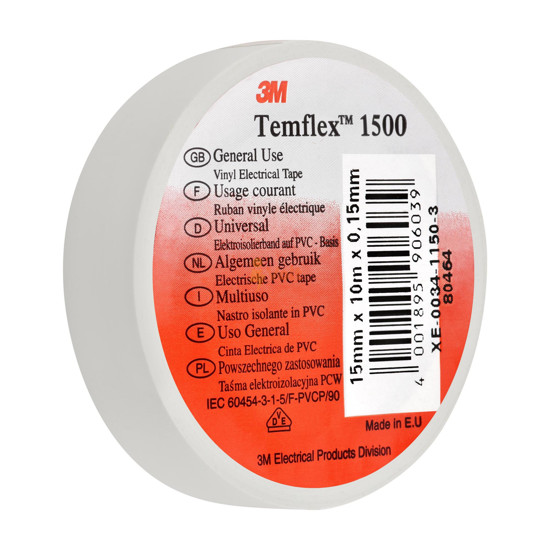 3M
Temflex™ 1500
GB General Use
Vinyl Electrical Tape
F Usage courant
Ruban vinyle électrique
D Universal
Elektroisolierband auf PVC - Basis
NL Algemeen gebruik
Electrische PVC tape
I Multiuso
Nastro isolante in PVC
E Uso General
Cinta Electrica de PVC
PL Powszechnego zastosowania
Taśma elektroizolacyjna PCW
IEC 60454-3-1-5/F-PVCP/90
VDE
15mm x 10m x 0,15mm
4 001895 906039
XE-0034-1150-3
80464
Made in E.U
3M Electrical Products Division